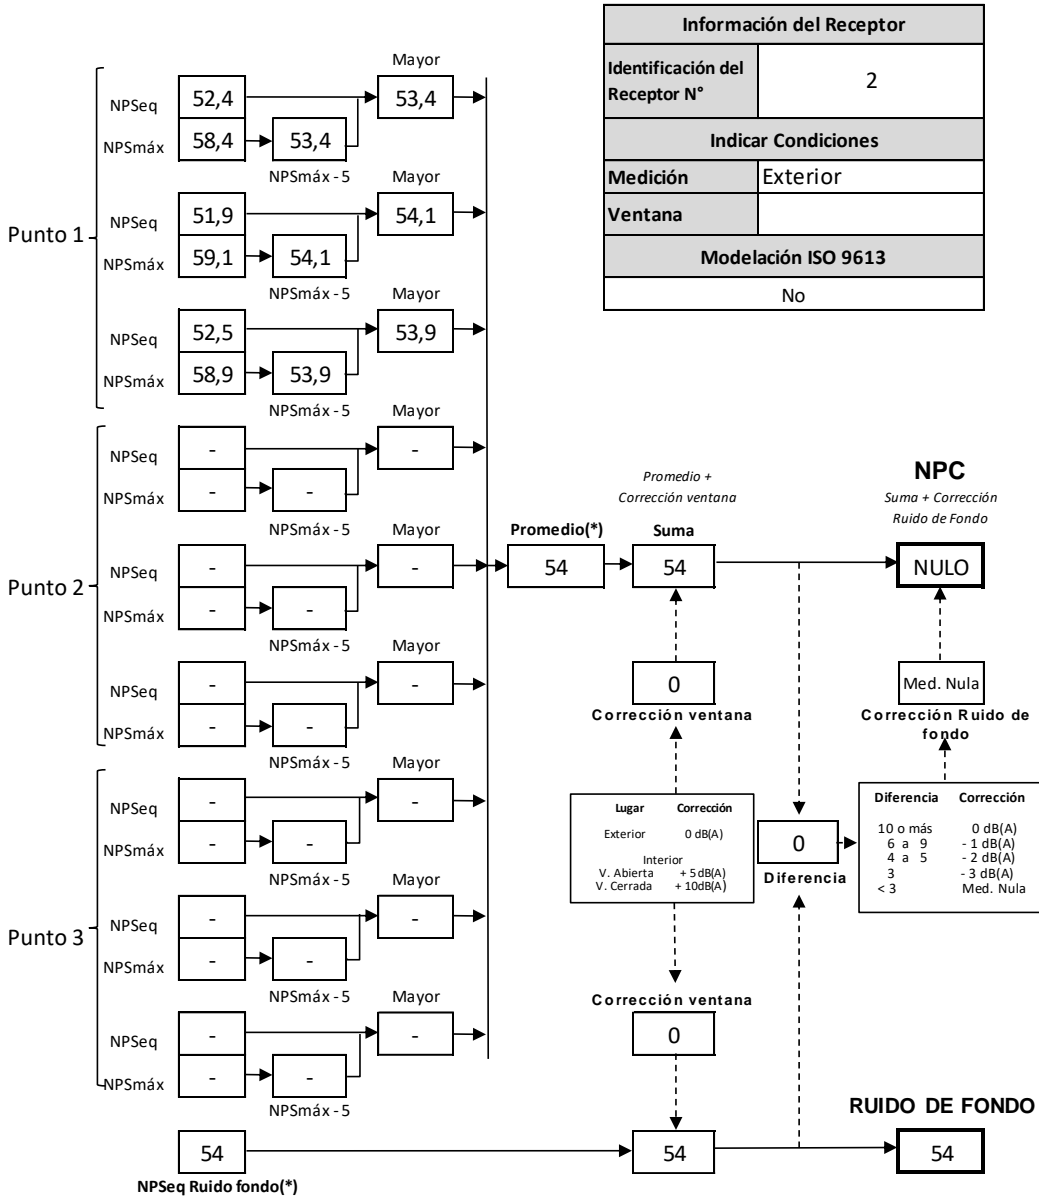 Información del Receptor
Identificación del Receptor N°
2
Indicar Condiciones
Medición
Exterior
Ventana
Modelación ISO 9613
No
Punto 1
Mayor
NPSeq
52,4
53,4
NPSmáx
58,4
53,4
NPSmáx - 5
Mayor
NPSeq
51,9
54,1
NPSmáx
59,1
54,1
NPSmáx - 5
Mayor
NPSeq
52,5
53,9
NPSmáx
58,9
53,9
NPSmáx - 5
Punto 2
Mayor
NPSeq
-
-
NPSmáx
-
-
NPSmáx - 5
Mayor
NPSeq
-
-
NPSmáx
-
-
NPSmáx - 5
Mayor
NPSeq
-
-
NPSmáx
-
-
NPSmáx - 5
Punto 3
Mayor
NPSeq
-
-
NPSmáx
-
-
NPSmáx - 5
Mayor
NPSeq
-
-
NPSmáx
-
-
NPSmáx - 5
Mayor
NPSeq
-
-
NPSmáx
-
-
NPSmáx - 5
Promedio(*)
54
Promedio +
Corrección ventana
Suma
54
NPC
Suma + Corrección
Ruido de Fondo
NULO
0
Corrección ventana
Med. Nula
Corrección Ruido de
fondo
Lugar Corrección
Exterior 0 dB(A)
Interior
V. Abierta + 5dB(A)
V. Cerrada + 10dB(A)
0
Diferencia
Diferencia Corrección
10 o más 0 dB(A)
6 a 9 - 1 dB(A)
4 a 5 - 2 dB(A)
3 - 3 dB(A)
< 3 Med. Nula
Corrección ventana
0
RUIDO DE FONDO
54
54
54
NPSeq Ruido fondo(*)